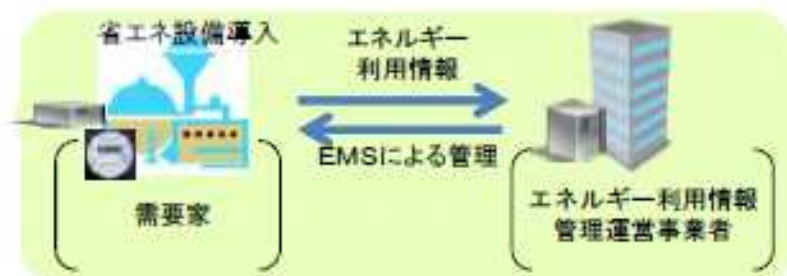 省エネ設備導入
エネルギー
利用情報
EMSによる管理
需要家
エネルギー利用情報
管理運営事業者